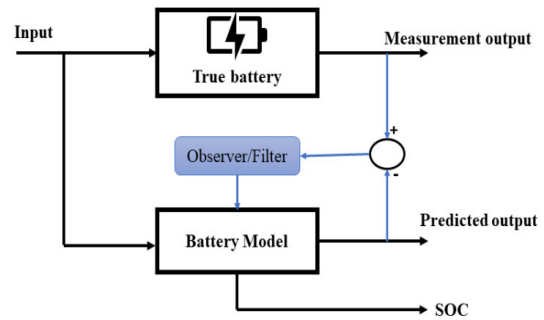 Input
Measurement output
True battery
+
Observer/Filter
-
Predicted output
Battery Model
SOC